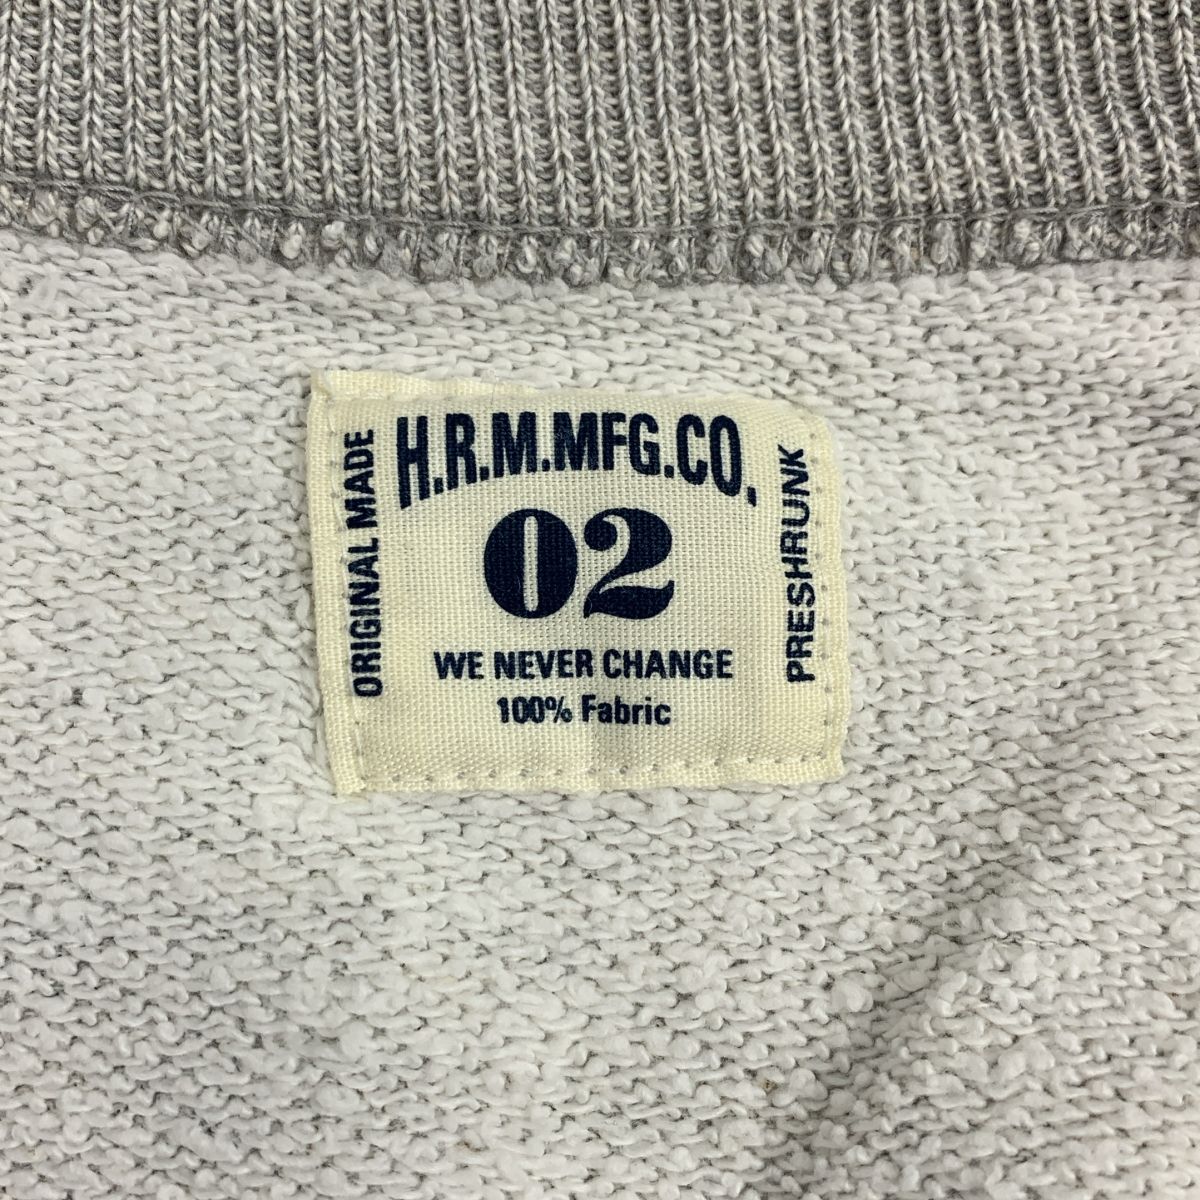 H.R.M.MFG.CO.
ORIGINAL MADE
02
PRESHRUNK
WE NEVER CHANGE
100% Fabric